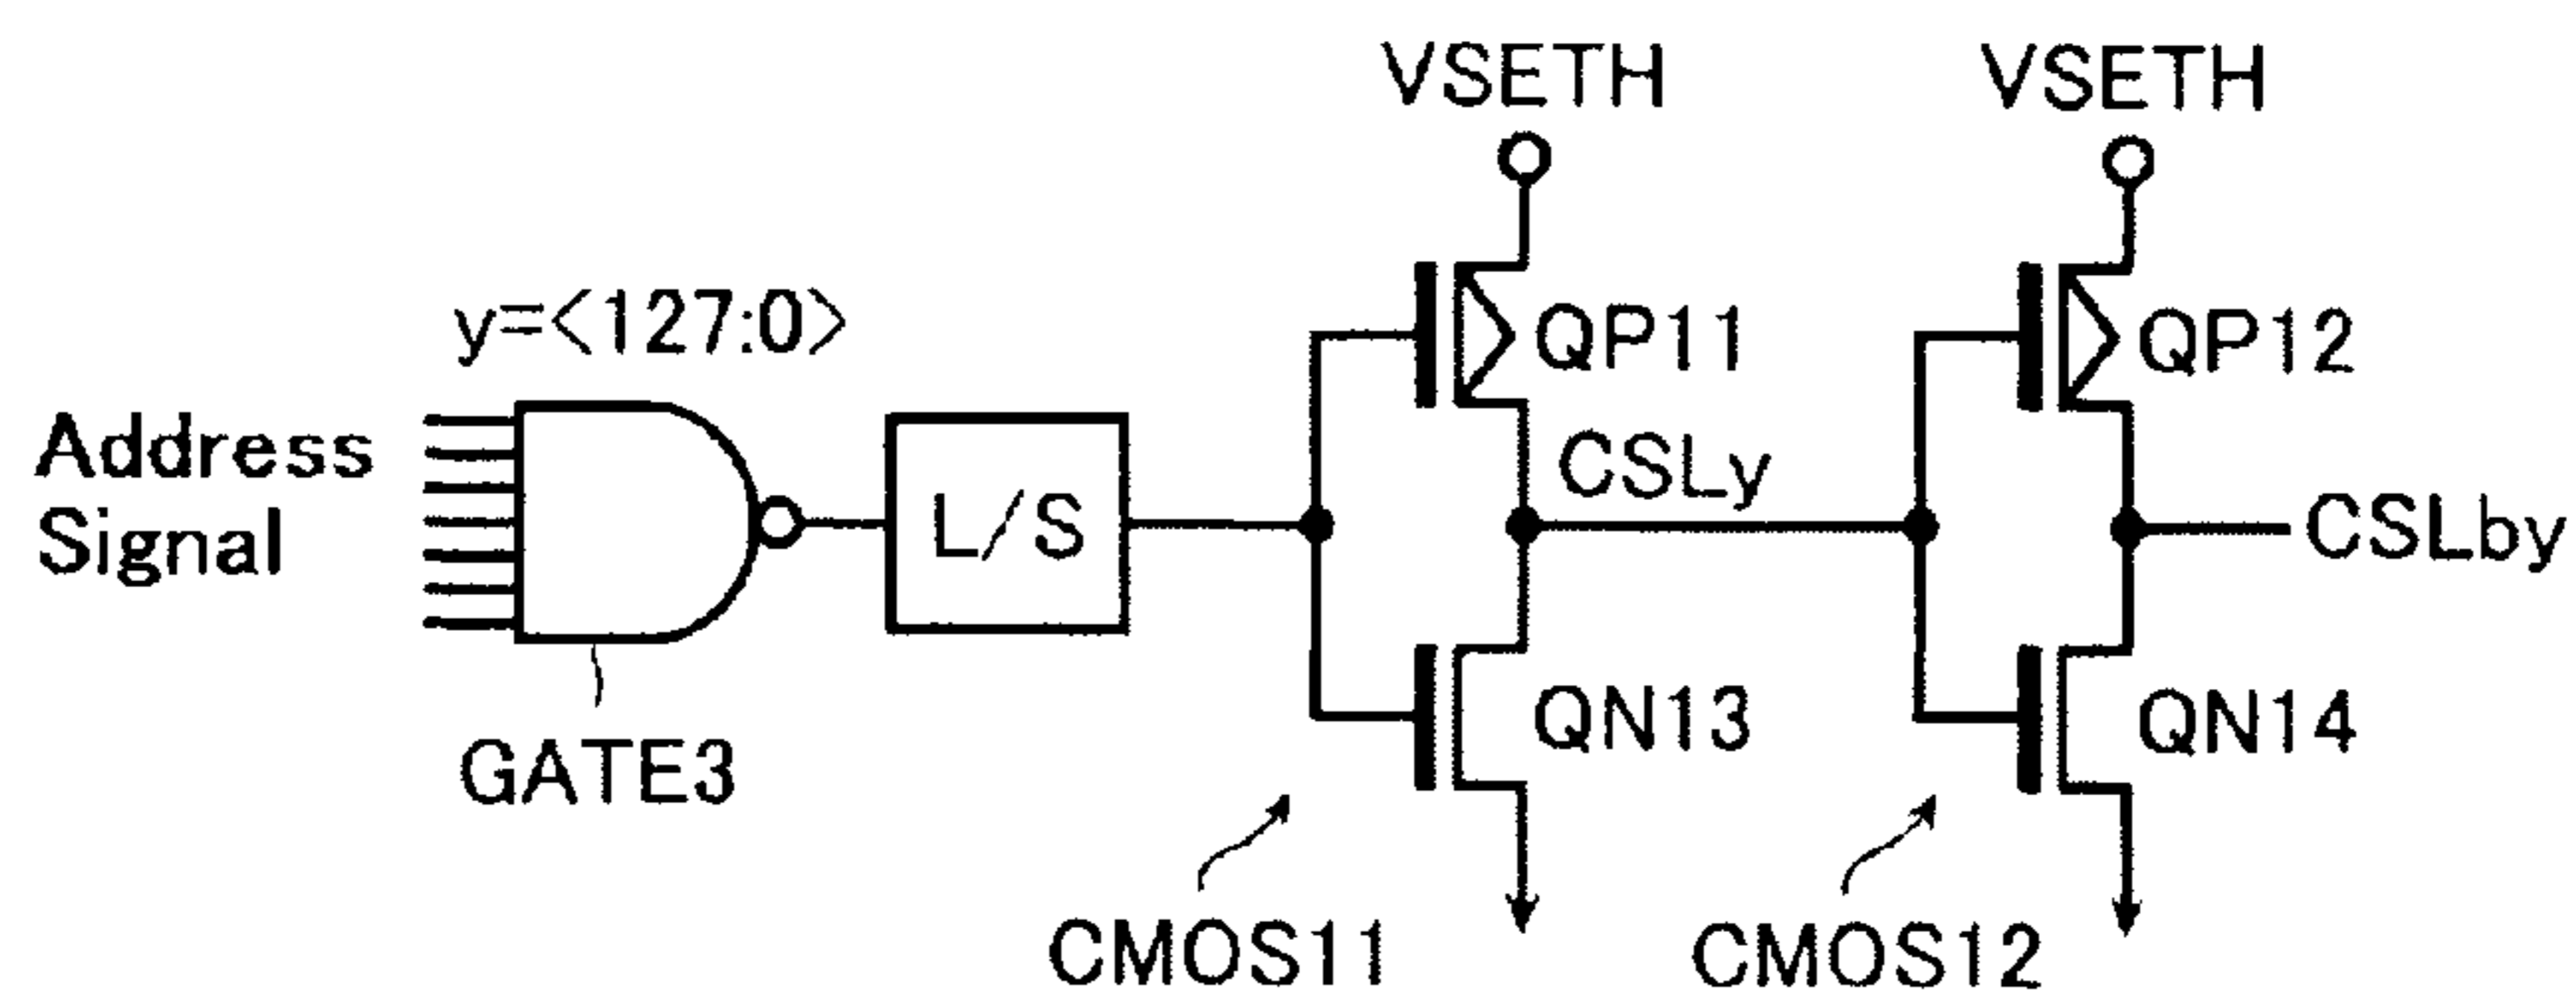 VSETH
VSETH
y=<127:0>
QP11
QP12
Address
Signal
L/S
CSLy
CSLby
GATE3
QN13
QN14
CMOS11
CMOS12